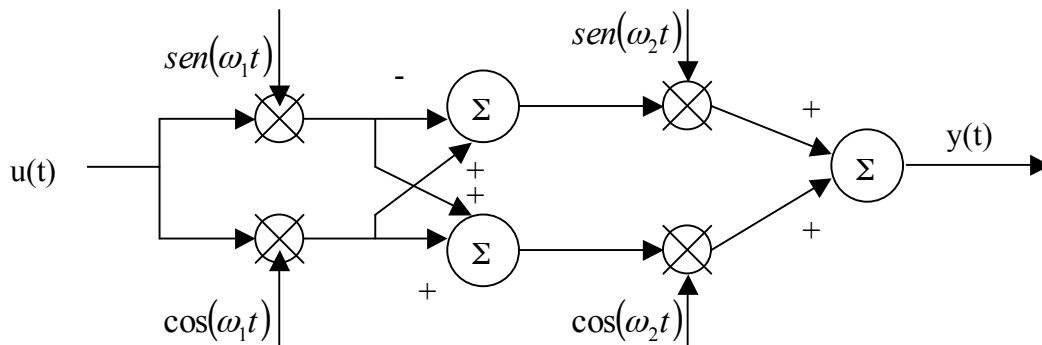 sen(ω₁t)
-
Σ
sen(ω₂t)
+
u(t)
+
+
Σ
y(t)
Σ
+
+
cos(ω₁t)
cos(ω₂t)